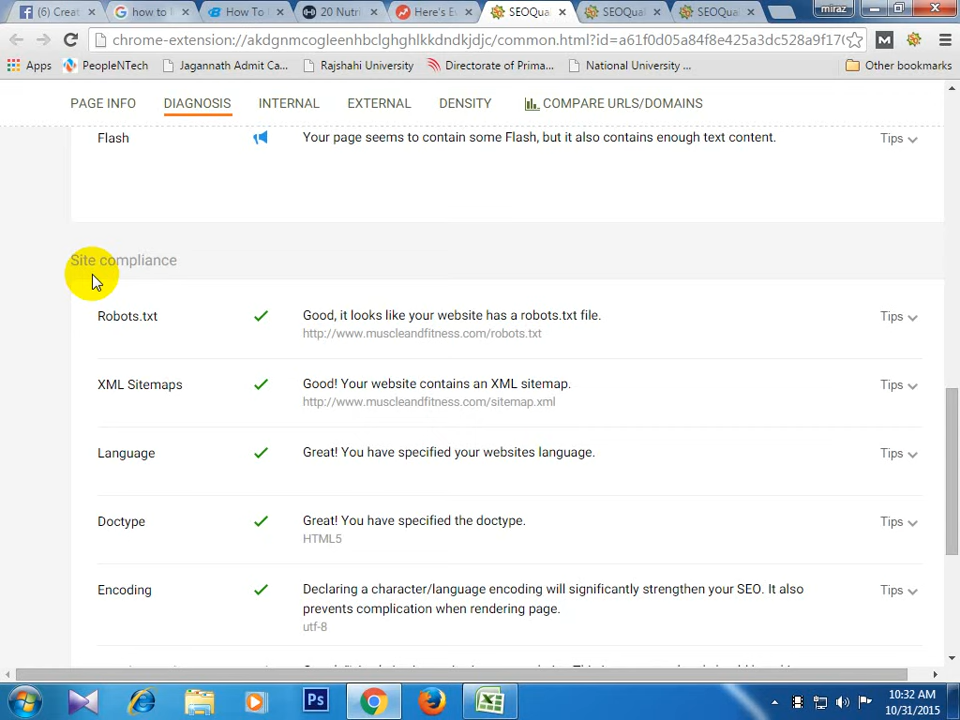 (6) Creat
how to l
How To
20 Nutri
Here's Ev
SEOQua
SEOQual
SEOQual
miraz
chrome-extension://akdgnmcogleenhbclghghlkkdndkjdjc/common.html?id=a61f0d05a84f8e425a3dc528a9f17(
Apps
PeopleNTech
Jagannath Admit Ca...
Rajshahi University
Directorate of Prima...
National University ...
Other bookmarks
PAGE INFO
DIAGNOSIS
INTERNAL
EXTERNAL
DENSITY
COMPARE URLS/DOMAINS
Flash
Your page seems to contain some Flash, but it also contains enough text content.
Tips
Site compliance
Robots.txt
Good, it looks like your website has a robots.txt file.
Tips
http://www.muscleandfitness.com/robots.txt
XML Sitemaps
Good! Your website contains an XML sitemap.
Tips
http://www.muscleandfitness.com/sitemap.xml
Language
Great! You have specified your websites language.
Tips
Doctype
Great! You have specified the doctype.
Tips
HTML5
Encoding
Declaring a character/language encoding will significantly strengthen your SEO. It also
Tips
prevents complication when rendering page.
utf-8
Ps
10:32 AM
10/31/2015